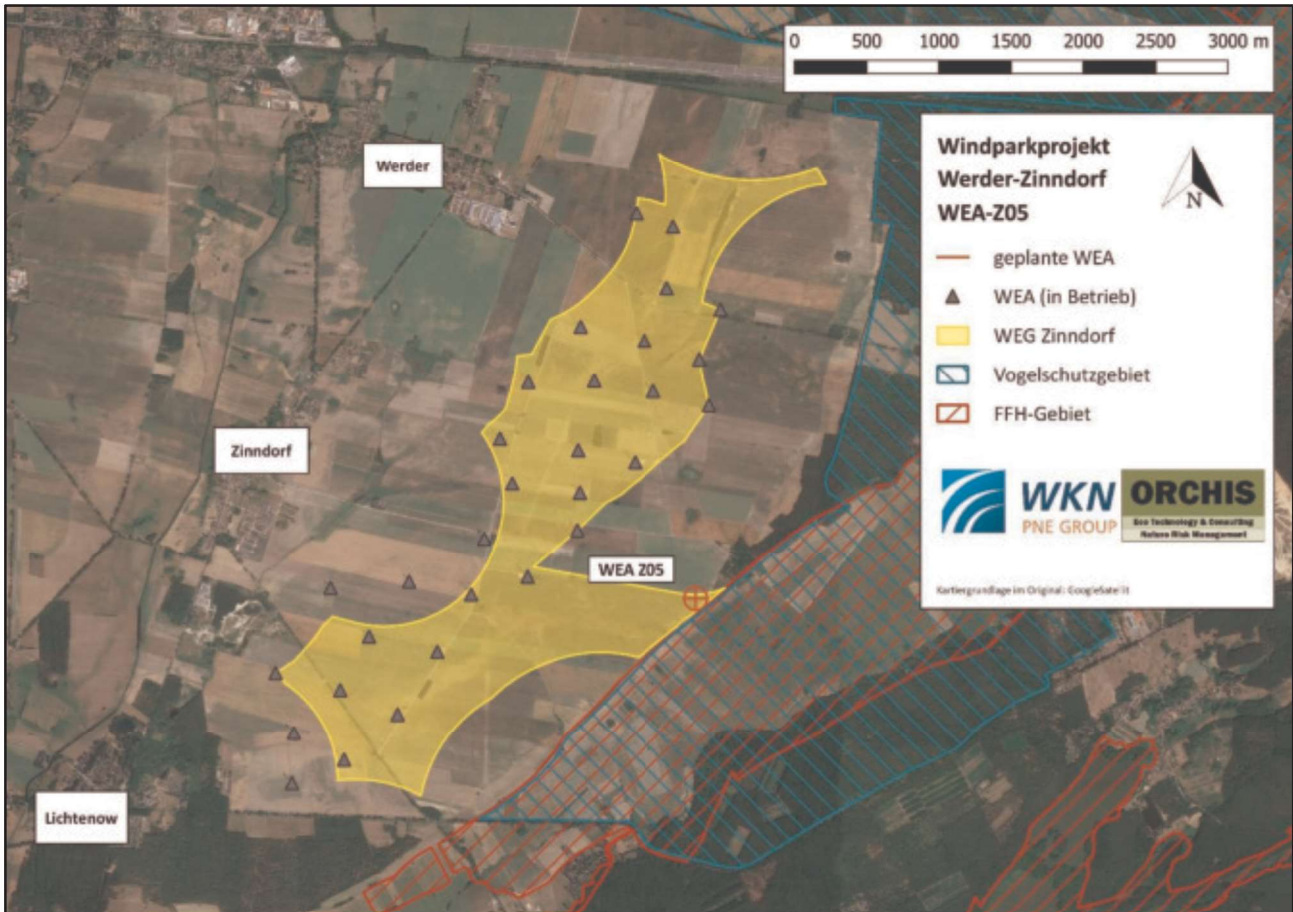 0 500 1000 1500 2000 2500 3000 m
Windparkprojekt
Werder-Zinndorf
WEA-Z05
N
geplante WEA
WEA (in Betrieb)
WEG Zinndorf
Vogelschutzgebiet
FFH-Gebiet
WKN
PNE GROUP
ORCHIS
Geo Technology & Consulting
Nature Risk Management
Kartiergrundlage im Original: GoogleSatellit
Werder
Zinndorf
WEA Z05
Lichtenow